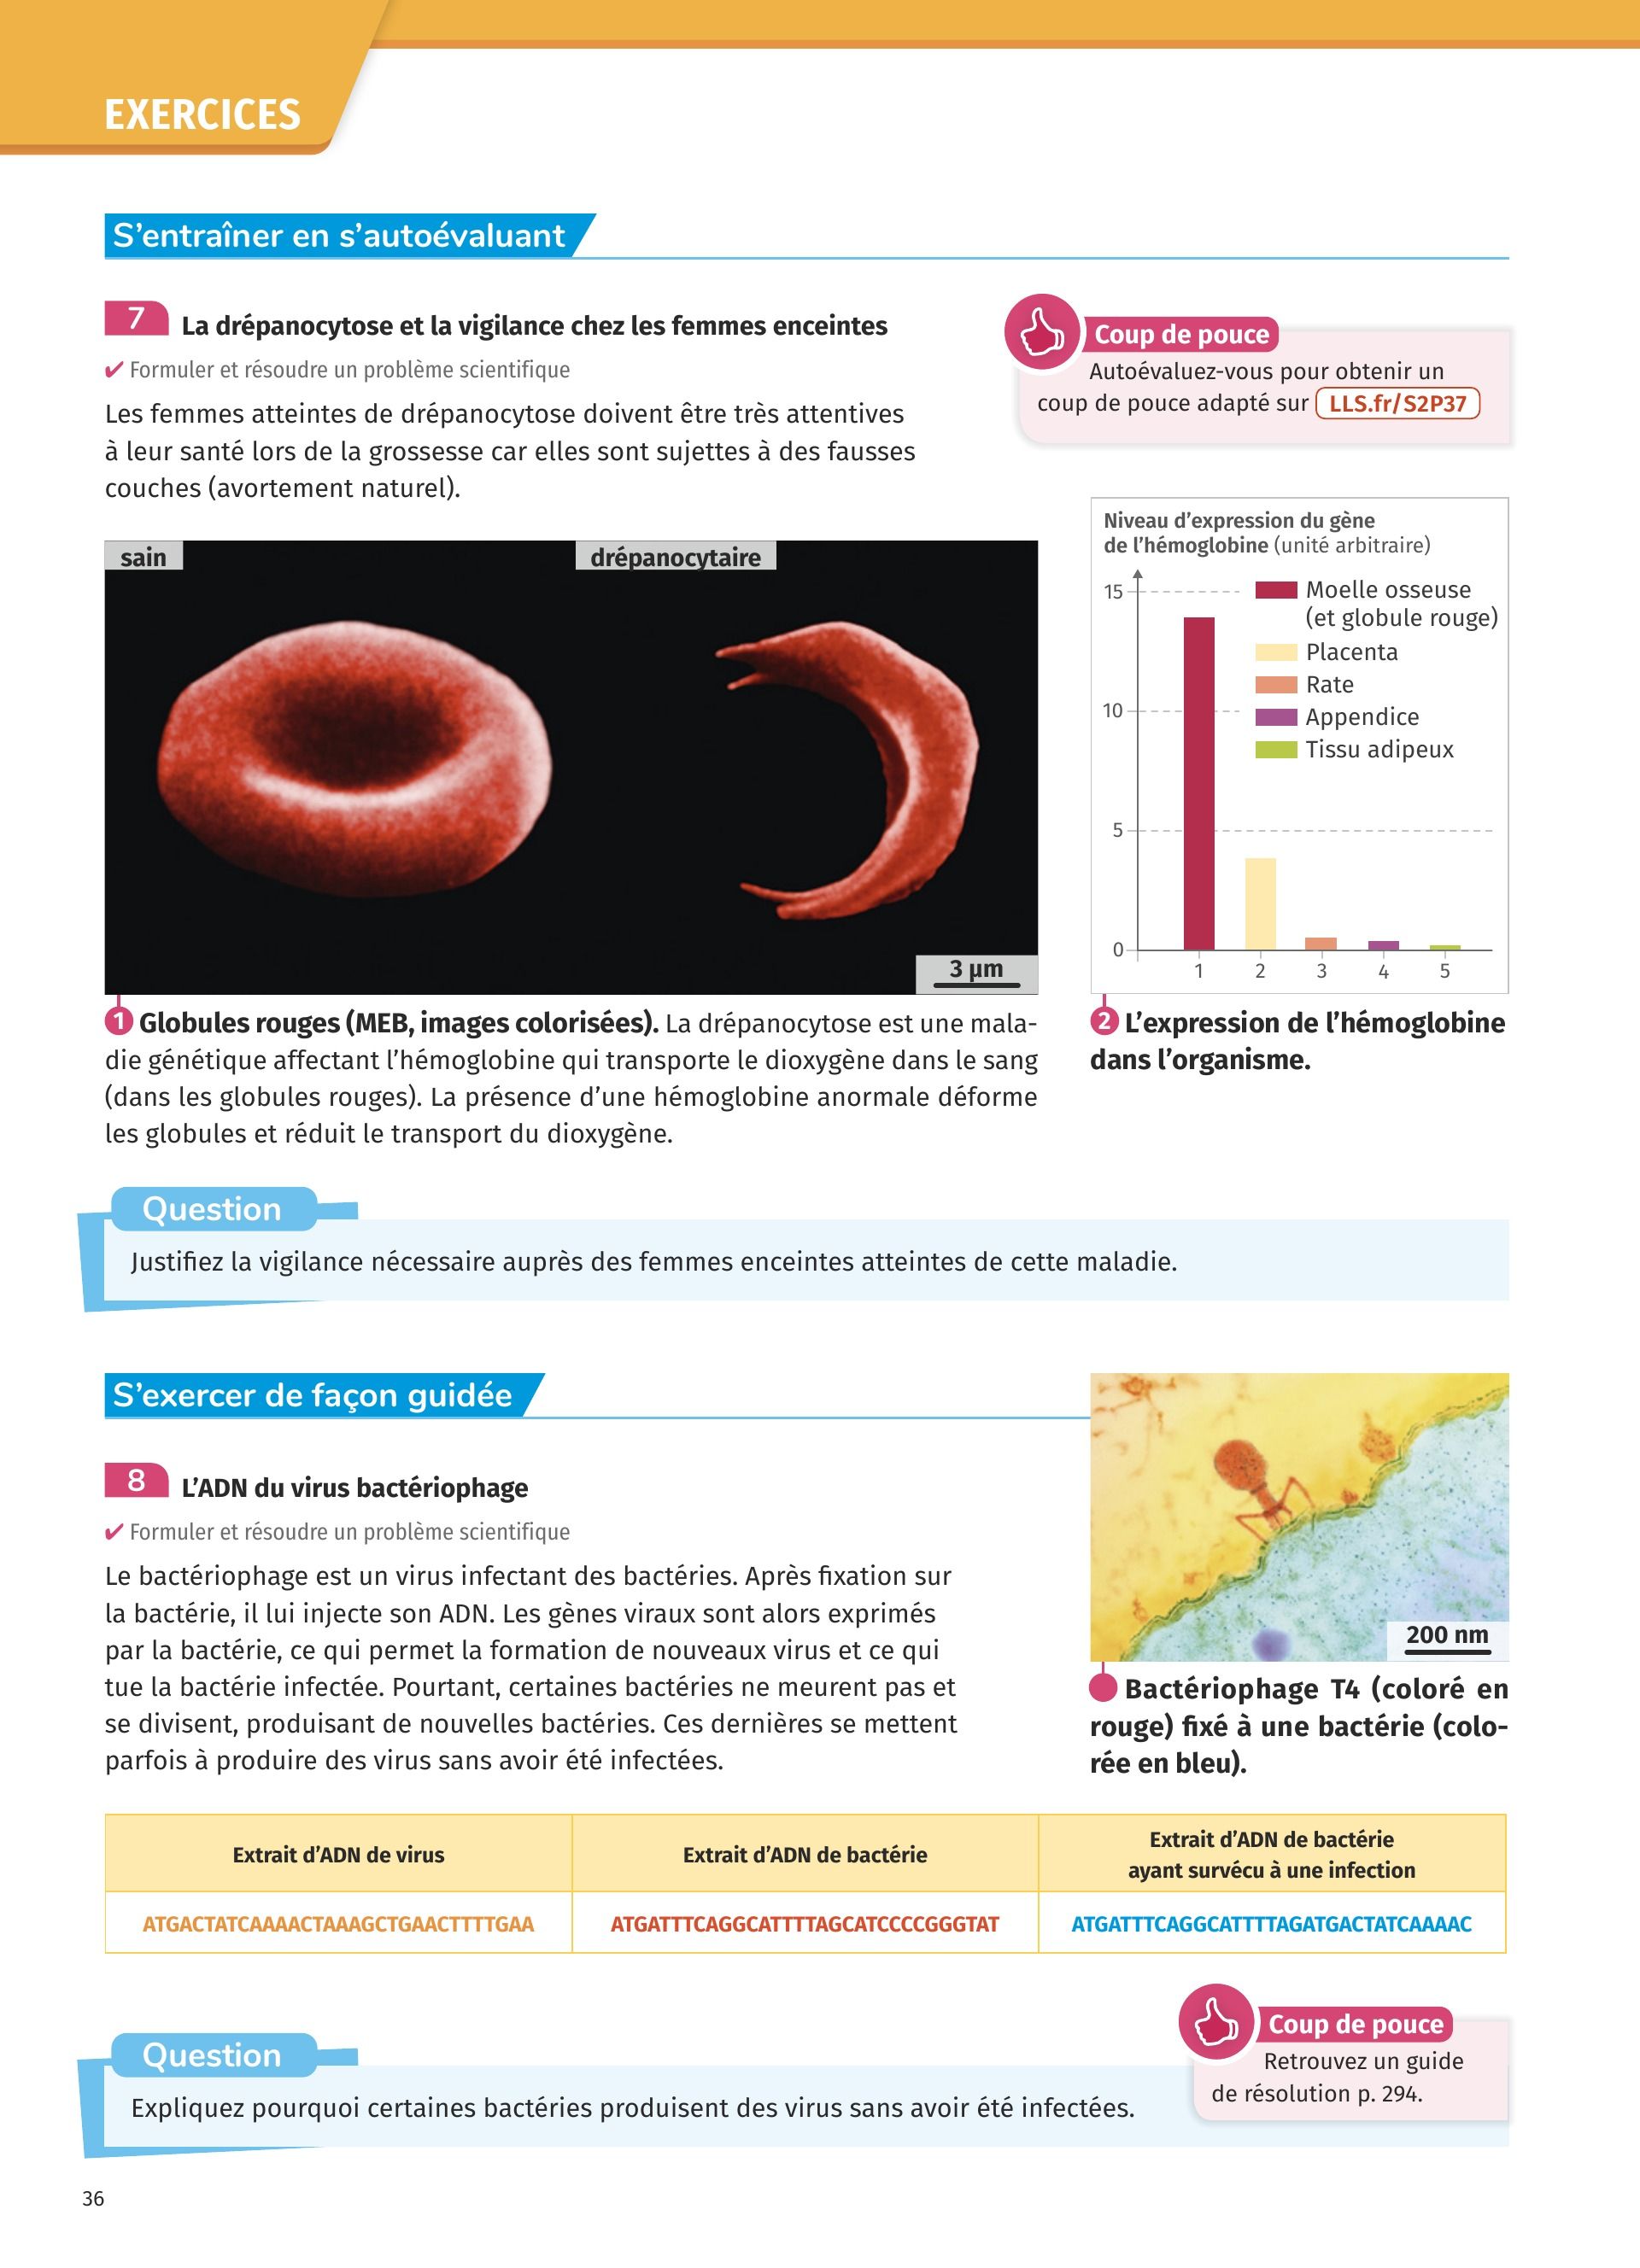 EXERCICES
S’entraîner en s’autoévaluant
7 La drépanocytose et la vigilance chez les femmes enceintes
✔ Formuler et résoudre un problème scientifique
Les femmes atteintes de drépanocytose doivent être très attentives
à leur santé lors de la grossesse car elles sont sujettes à des fausses
couches (avortement naturel).
Coup de pouce
Autoévaluez-vous pour obtenir un
coup de pouce adapté sur LLS.fr/S2P37
sain
drépanocytaire
3 µm
1 Globules rouges (MEB, images colorisées). La drépanocytose est une mala-
die génétique affectant l’hémoglobine qui transporte le dioxygène dans le sang
(dans les globules rouges). La présence d’une hémoglobine anormale déforme
les globules et réduit le transport du dioxygène.
Niveau d’expression du gène
de l’hémoglobine (unité arbitraire)
15
10
5
0
Moelle osseuse
(et globule rouge)
Placenta
Rate
Appendice
Tissu adipeux
1 2 3 4 5
2 L’expression de l’hémoglobine
dans l’organisme.
Question
Justifiez la vigilance nécessaire auprès des femmes enceintes atteintes de cette maladie.
S’exercer de façon guidée
8 L’ADN du virus bactériophage
✔ Formuler et résoudre un problème scientifique
Le bactériophage est un virus infectant des bactéries. Après fixation sur
la bactérie, il lui injecte son ADN. Les gènes viraux sont alors exprimés
par la bactérie, ce qui permet la formation de nouveaux virus et ce qui
tue la bactérie infectée. Pourtant, certaines bactéries ne meurent pas et
se divisent, produisant de nouvelles bactéries. Ces dernières se mettent
parfois à produire des virus sans avoir été infectées.
200 nm
Bactériophage T4 (coloré en
rouge) fixé à une bactérie (colo-
rée en bleu).
Extrait d’ADN de virus
Extrait d’ADN de bactérie
Extrait d’ADN de bactérie
ayant survécu à une infection
ATGACTATCAAAACTAAAGCTGAACTTTTGAA
ATGATTTCAGGCATTTTAGCATCCCCGGGTAT
ATGATTTCAGGCATTTTAGATGACTATCAAAAC
Question
Expliquez pourquoi certaines bactéries produisent des virus sans avoir été infectées.
Coup de pouce
Retrouvez un guide
de résolution p. 294.
36